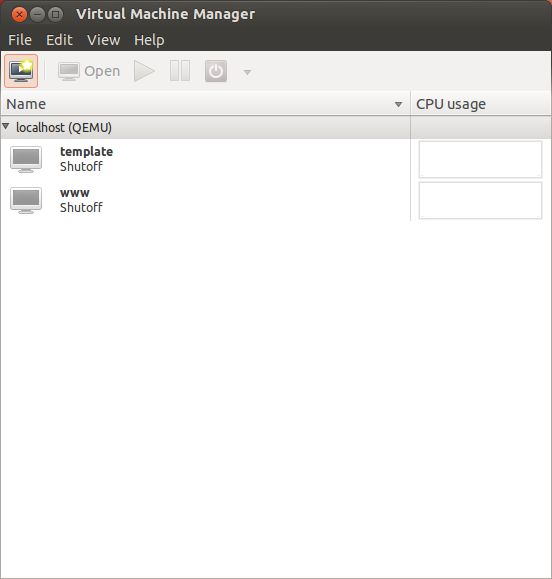 Virtual Machine Manager
File Edit View Help
Open
Name CPU usage
localhost (QEMU)
template
Shutoff
www
Shutoff